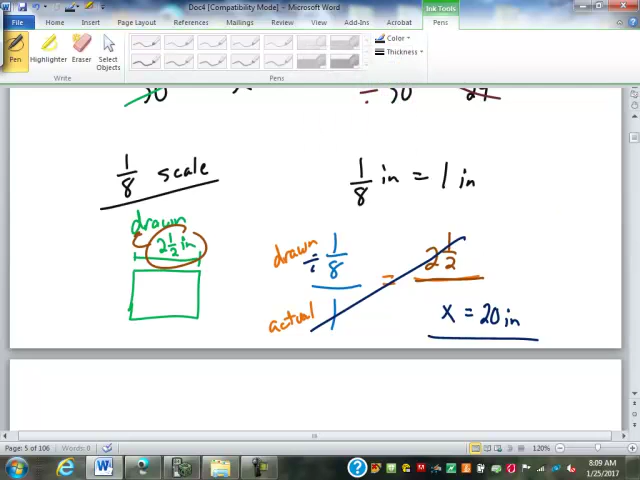 Doc4 [Compatibility Mode] - Microsoft Word
Ink Tools
File Home Insert Page Layout References Mailings Review View Add-Ins Acrobat Pens
Pen Highlighter Eraser Select Objects
Color
Thickness
Write Pens
30 ÷ 30 27
1/8 scale
1/8 in = 1 in
drawn
2 1/2 in
drawn ÷ 1/8 = 2 1/2
actual 1 x = 20 in
Page: 5 of 106 Words: 0 120%
8:09 AM
1/25/2017